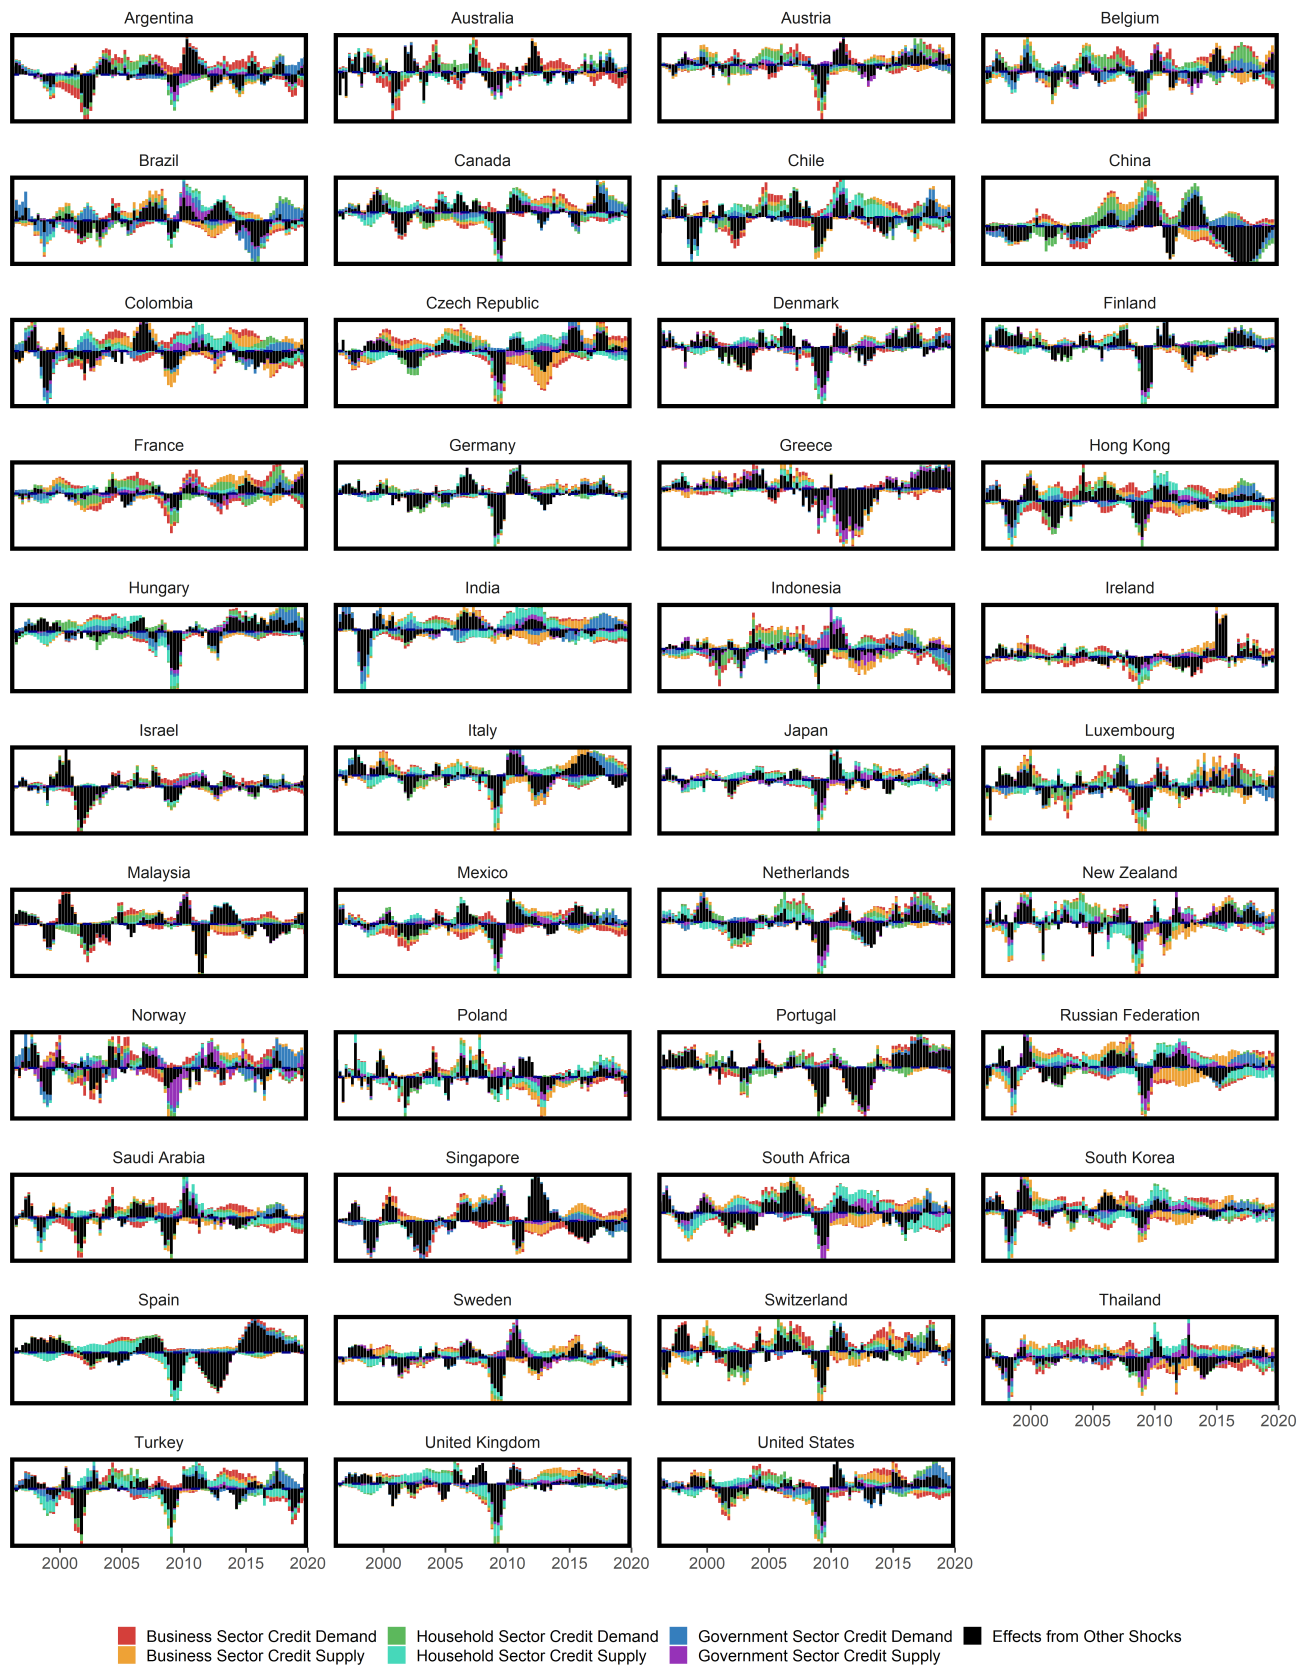 Argentina Australia Austria Belgium
Brazil Canada Chile China
Colombia Czech Republic Denmark Finland
France Germany Greece Hong Kong
Hungary India Indonesia Ireland
Israel Italy Japan Luxembourg
Malaysia Mexico Netherlands New Zealand
Norway Poland Portugal Russian Federation
Saudi Arabia Singapore South Africa South Korea
Spain Sweden Switzerland Thailand
2000 2005 2010 2015 2020
Turkey United Kingdom United States
2000 2005 2010 2015 2020 2000 2005 2010 2015 2020 2000 2005 2010 2015 2020
Business Sector Credit Demand Household Sector Credit Demand Government Sector Credit Demand Effects from Other Shocks
Business Sector Credit Supply Household Sector Credit Supply Government Sector Credit Supply